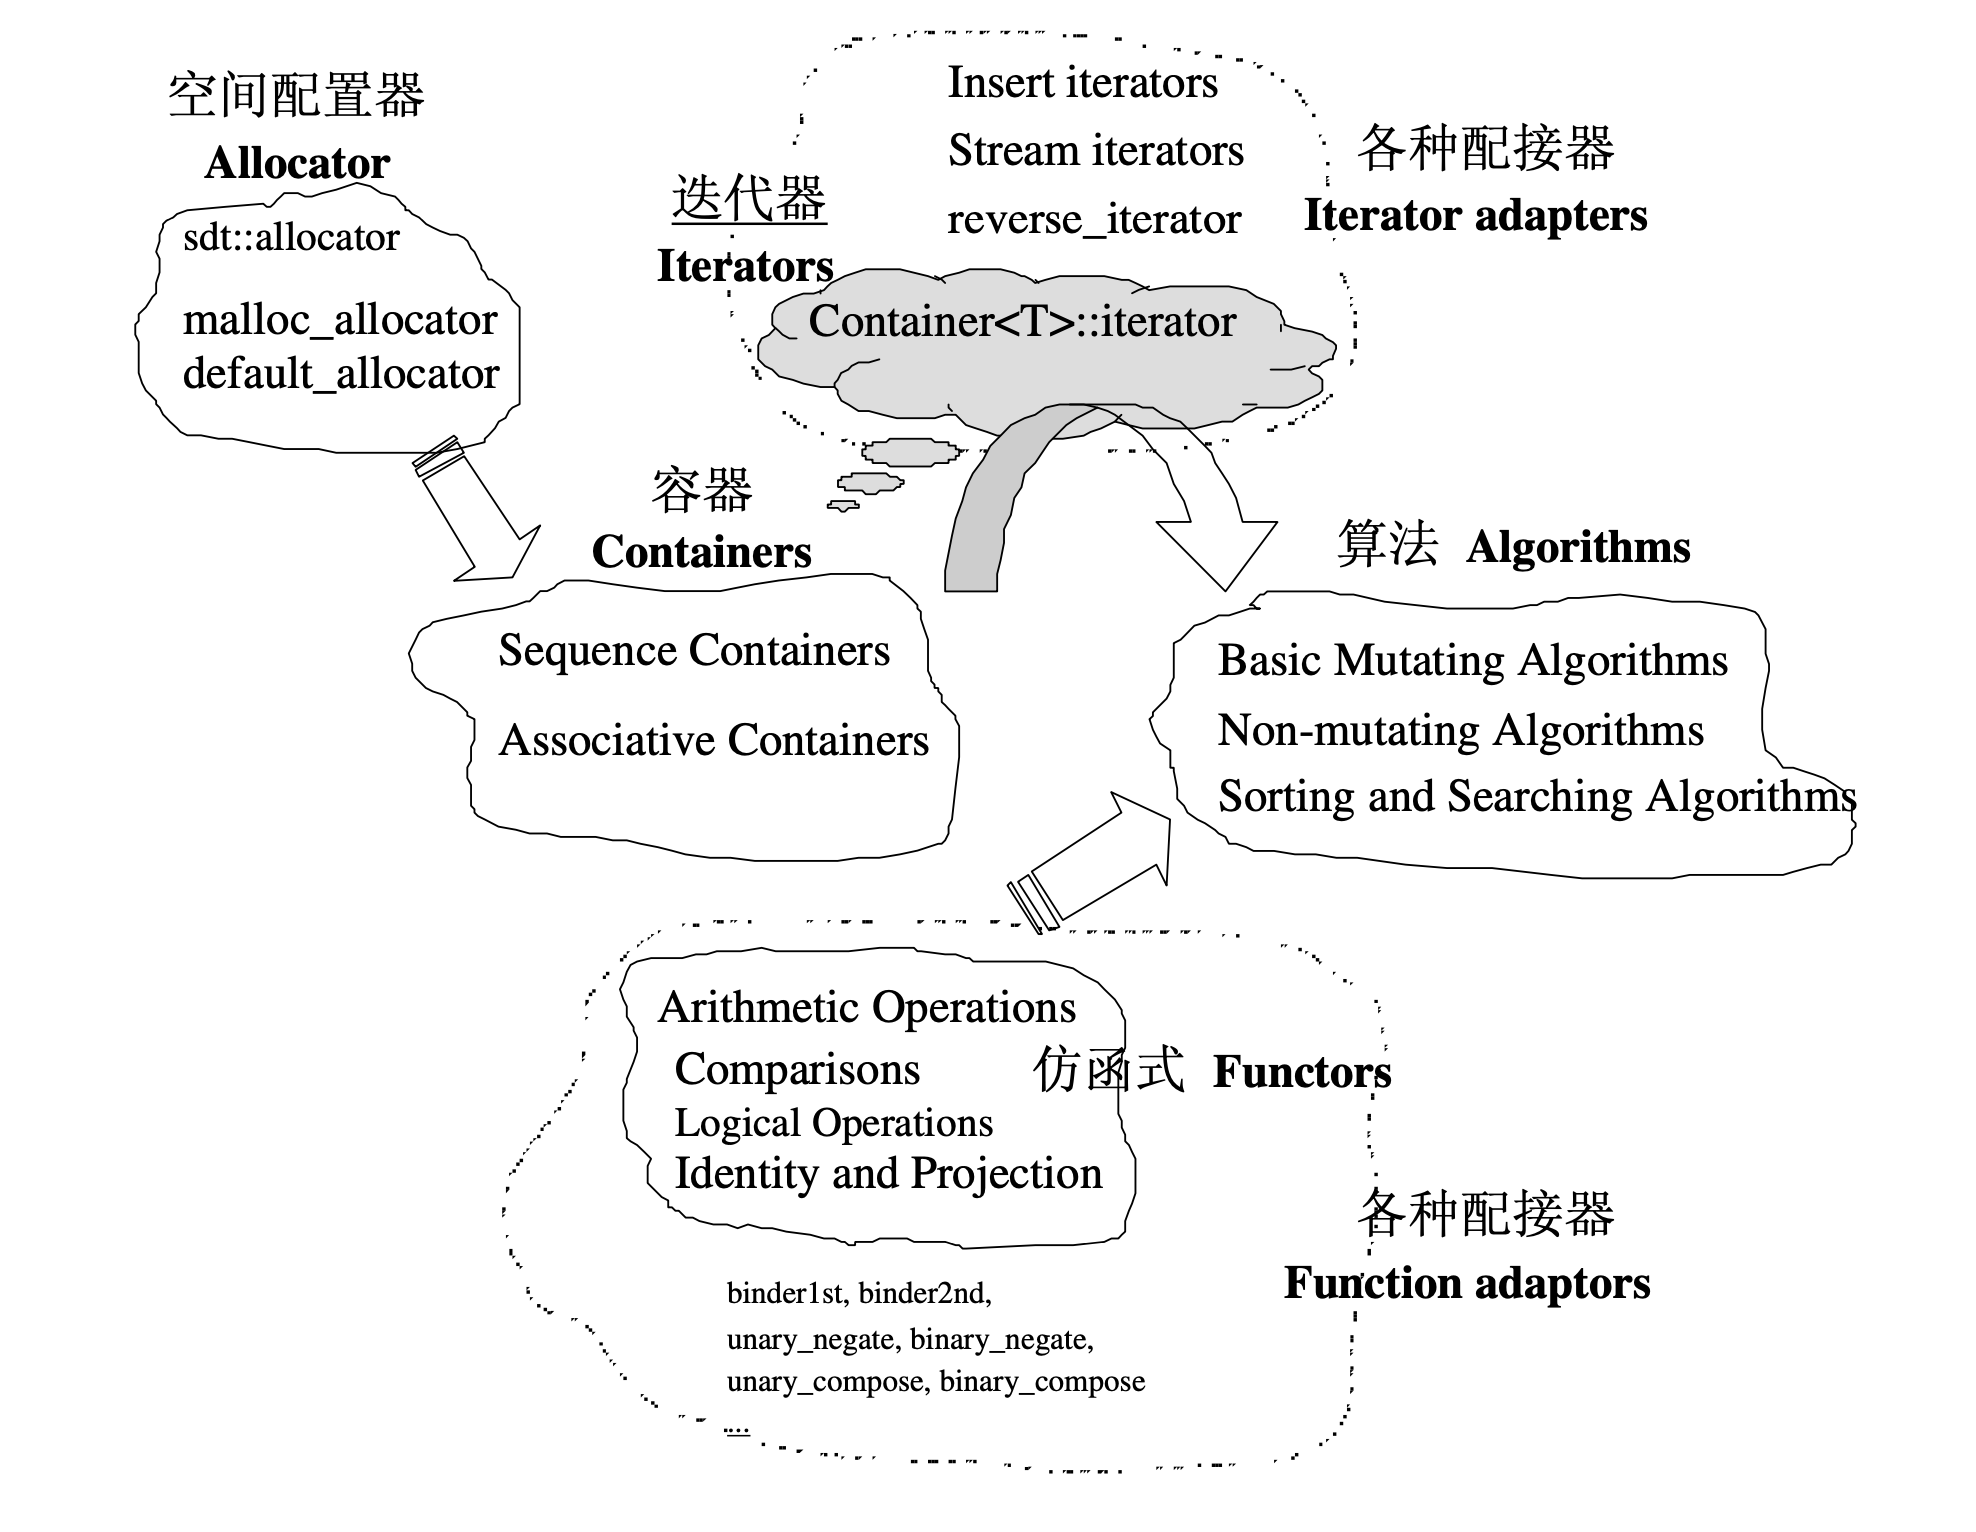 空间配置器
Allocator
sdt::allocator
malloc_allocator
default_allocator
Insert iterators
Stream iterators
reverse_iterator
各种配接器
Iterator adapters
迭代器
Iterators
Container<T>::iterator
容器
Containers
Sequence Containers
Associative Containers
算法 Algorithms
Basic Mutating Algorithms
Non-mutating Algorithms
Sorting and Searching Algorithms
Arithmetic Operations
Comparisons
Logical Operations
Identity and Projection
仿函式 Functors
各种配接器
Function adaptors
binder1st, binder2nd,
unary_negate, binary_negate,
unary_compose, binary_compose
...